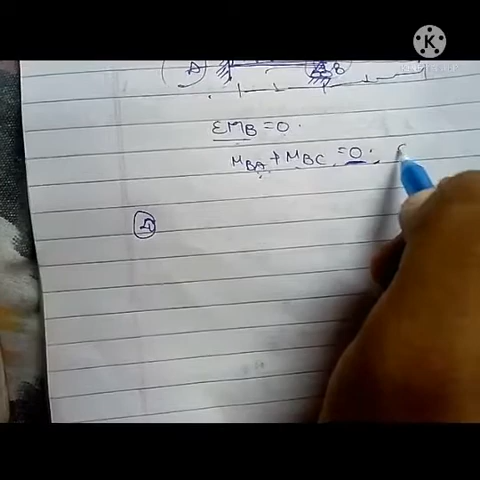 K
A B
ΣMB = 0.
MBA + MBC = 0.